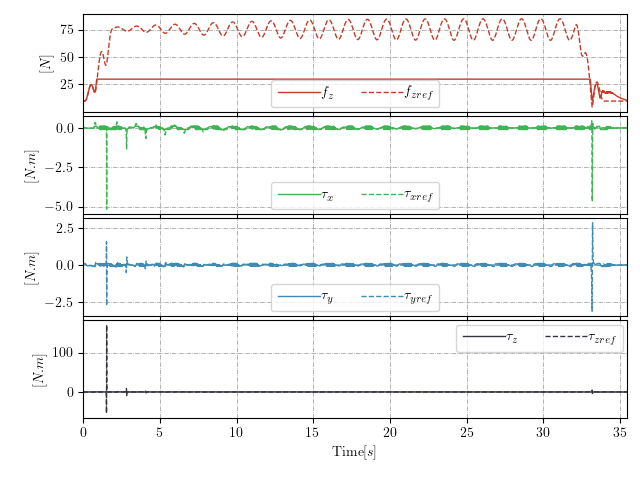 75
50
25
[N]
f_z f_zref
0.0
−2.5
−5.0
[N.m]
τ_x τ_xref
2.5
0.0
−2.5
[N.m]
τ_y τ_yref
τ_z τ_zref
100
0
[N.m]
0 5 10 15 20 25 30 35
Time[s]